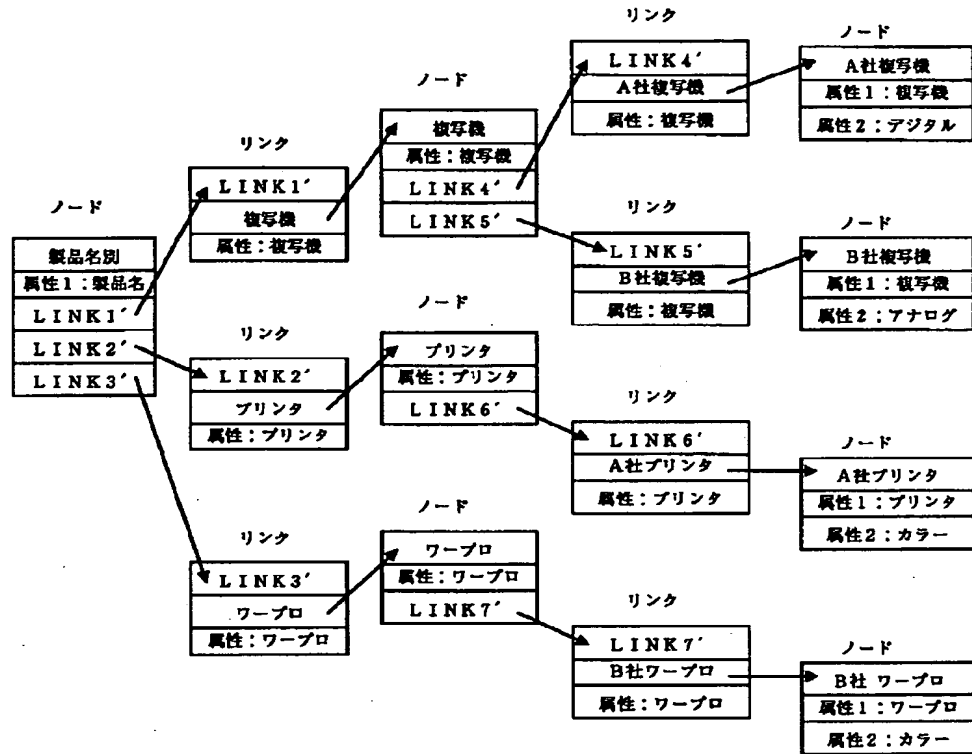 ノード
製品名別
属性1：製品名
LINK1′
LINK2′
LINK3′
リンク
LINK1′
複写機
属性：複写機
リンク
LINK2′
プリンタ
属性：プリンタ
リンク
LINK3′
ワープロ
属性：ワープロ
ノード
複写機
属性：複写機
LINK4′
LINK5′
ノード
プリンタ
属性：プリンタ
LINK6′
ノード
ワープロ
属性：ワープロ
LINK7′
リンク
LINK4′
A社複写機
属性：複写機
リンク
LINK5′
B社複写機
属性：複写機
リンク
LINK6′
A社プリンタ
属性：プリンタ
リンク
LINK7′
B社ワープロ
属性：ワープロ
ノード
A社複写機
属性1：複写機
属性2：デジタル
ノード
B社複写機
属性1：複写機
属性2：アナログ
ノード
A社プリンタ
属性1：プリンタ
属性2：カラー
ノード
B社 ワープロ
属性1：ワープロ
属性2：カラー